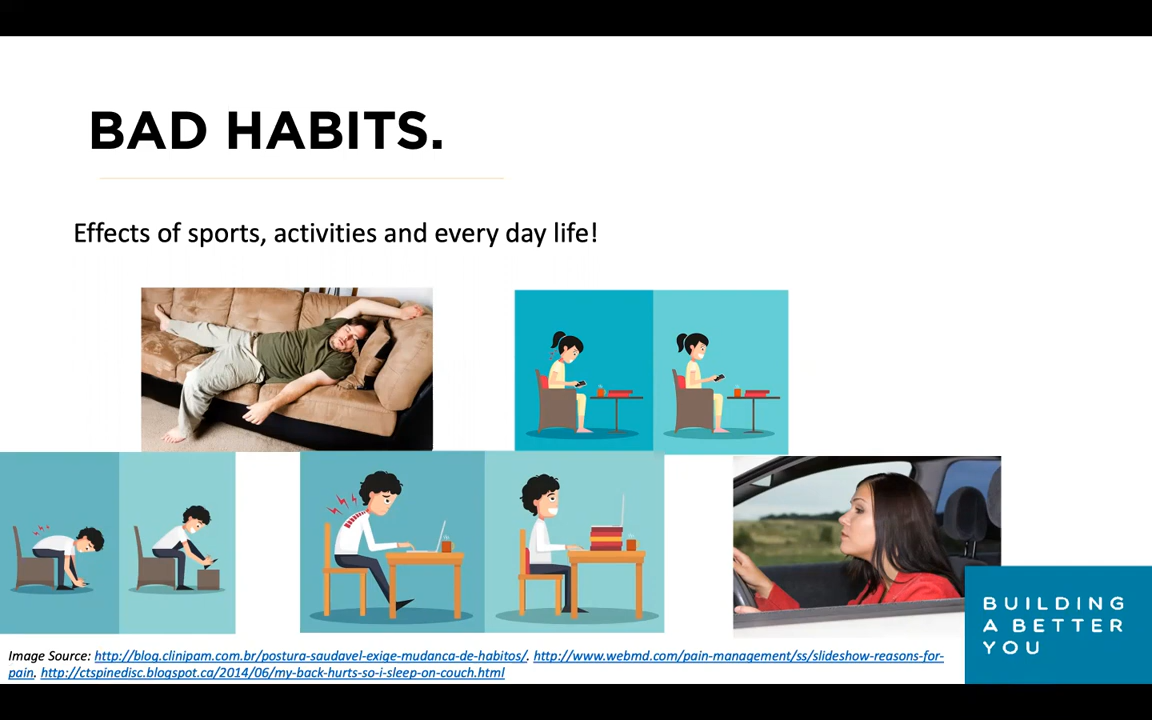 BAD HABITS.
Effects of sports, activities and every day life!
BUILDING
A BETTER
YOU
Image Source: http://blog.clinipam.com.br/postura-saudavel-exige-mudanca-de-habitos/. http://www.webmd.com/pain-management/ss/slideshow-reasons-for-
pain. http://ctspinedisc.blogspot.ca/2014/06/my-back-hurts-so-i-sleep-on-couch.html